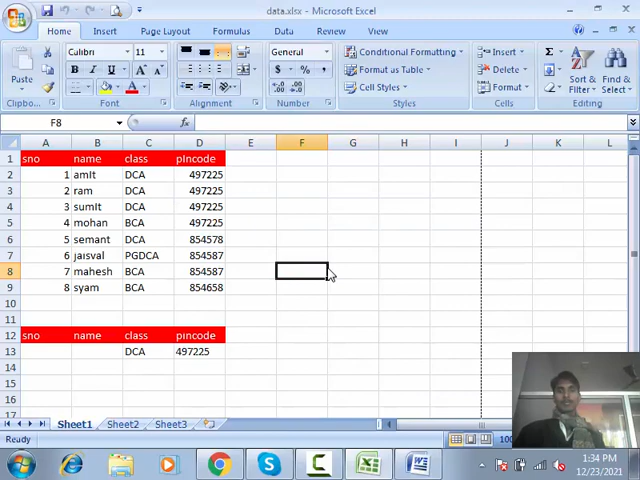 data.xlsx - Microsoft Excel
Home Insert Page Layout Formulas Data Review View
Calibri 11 General Conditional Formatting Insert
Paste B I U A A $ % , Format as Table Delete Sort & Find &
A .0 .00 Cell Styles Format Filter Select
Clipbo... Font Alignment Number Styles Cells Editing
F8 fx
A B C D E F G H I J K L
1 sno name class pincode
2 1 amit DCA 497225
3 2 ram DCA 497225
4 3 sumit DCA 497225
5 4 mohan BCA 497225
6 5 semant DCA 854578
7 6 jaisval PGDCA 854587
8 7 mahesh BCA 854587
9 8 syam BCA 854658
10
11
12 sno name class pincode
13 DCA 497225
14
15
16
17
Sheet1 Sheet2 Sheet3
Ready
1:34 PM
12/23/2021